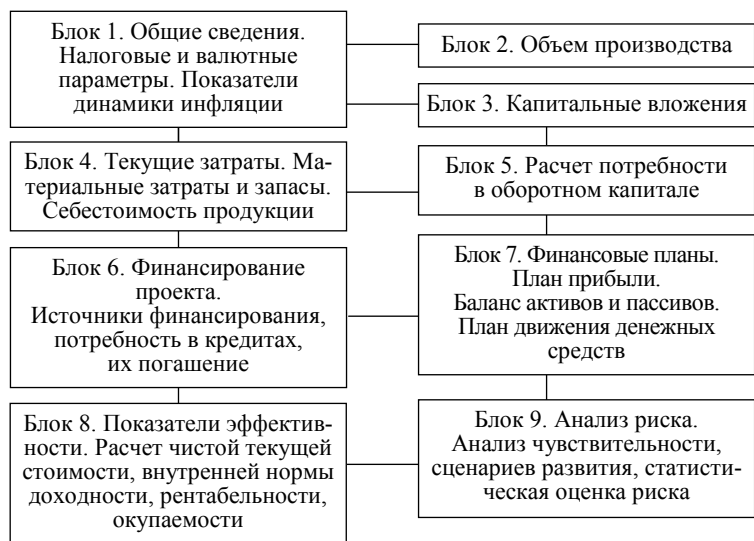 Блок 1. Общие сведения.
Налоговые и валютные
параметры. Показатели
динамики инфляции
Блок 2. Объем производства
Блок 3. Капитальные вложения
Блок 4. Текущие затраты. Ма-
териальные затраты и запасы.
Себестоимость продукции
Блок 5. Расчет потребности
в оборотном капитале
Блок 6. Финансирование
проекта.
Источники финансирования,
потребность в кредитах,
их погашение
Блок 7. Финансовые планы.
План прибыли.
Баланс активов и пассивов.
План движения денежных
средств
Блок 8. Показатели эффектив-
ности. Расчет чистой текущей
стоимости, внутренней нормы
доходности, рентабельности,
окупаемости
Блок 9. Анализ риска.
Анализ чувствительности,
сценариев развития, статисти-
ческая оценка риска